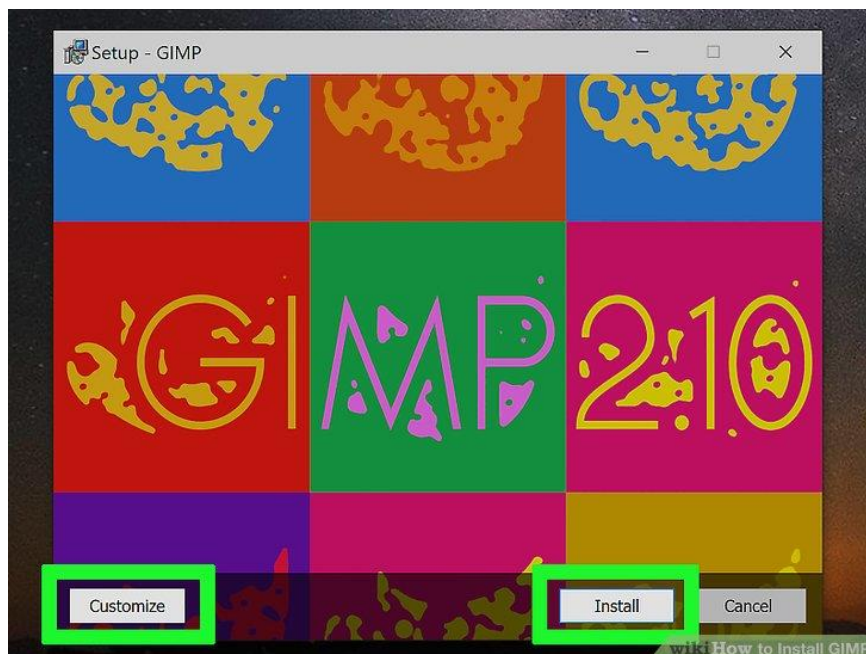 Setup - GIMP
GIMP 2.10
Customize
Install
Cancel
wikiHow to Install GIMP